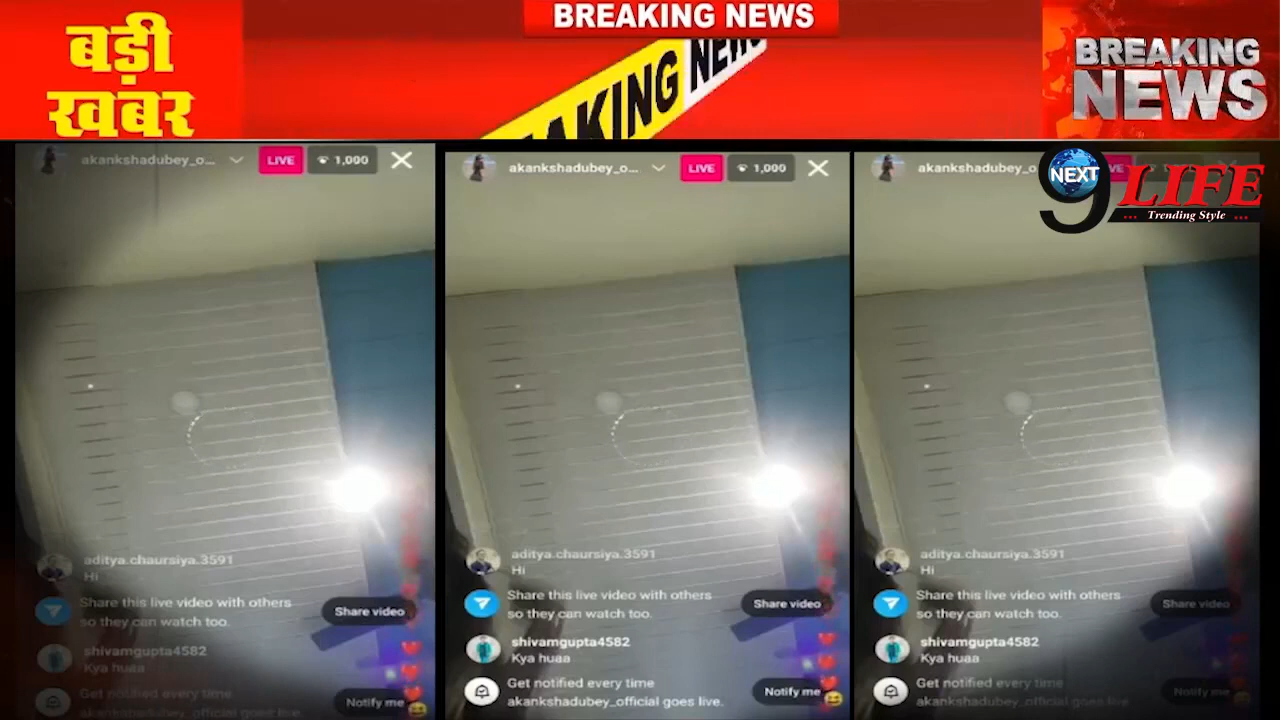 बड़ी
खबर
BREAKING NEWS
BREAKING
NEWS
akankshadubey_o...
LIVE
1,000
NEXT
9
LIFE
... Trending Style ...
aditya.chaursiya.3591
Hi
Share this live video with others
so they can watch too.
Share video
shivamgupta4582
Kya huaa
Get notified every time
akankshadubey_official goes live.
Notify me
akankshadubey_o...
LIVE
1,000
aditya.chaursiya.3591
Hi
Share this live video with others
so they can watch too.
Share video
shivamgupta4582
Kya huaa
Get notified every time
akankshadubey_official goes live.
Notify me
akankshadubey_o
aditya.chaursiya.3591
Hi
Share this live video with others
so they can watch too.
Share video
shivamgupta4582
Kya huaa
Get notified every time
akankshadubey_official goes live.
Notify me